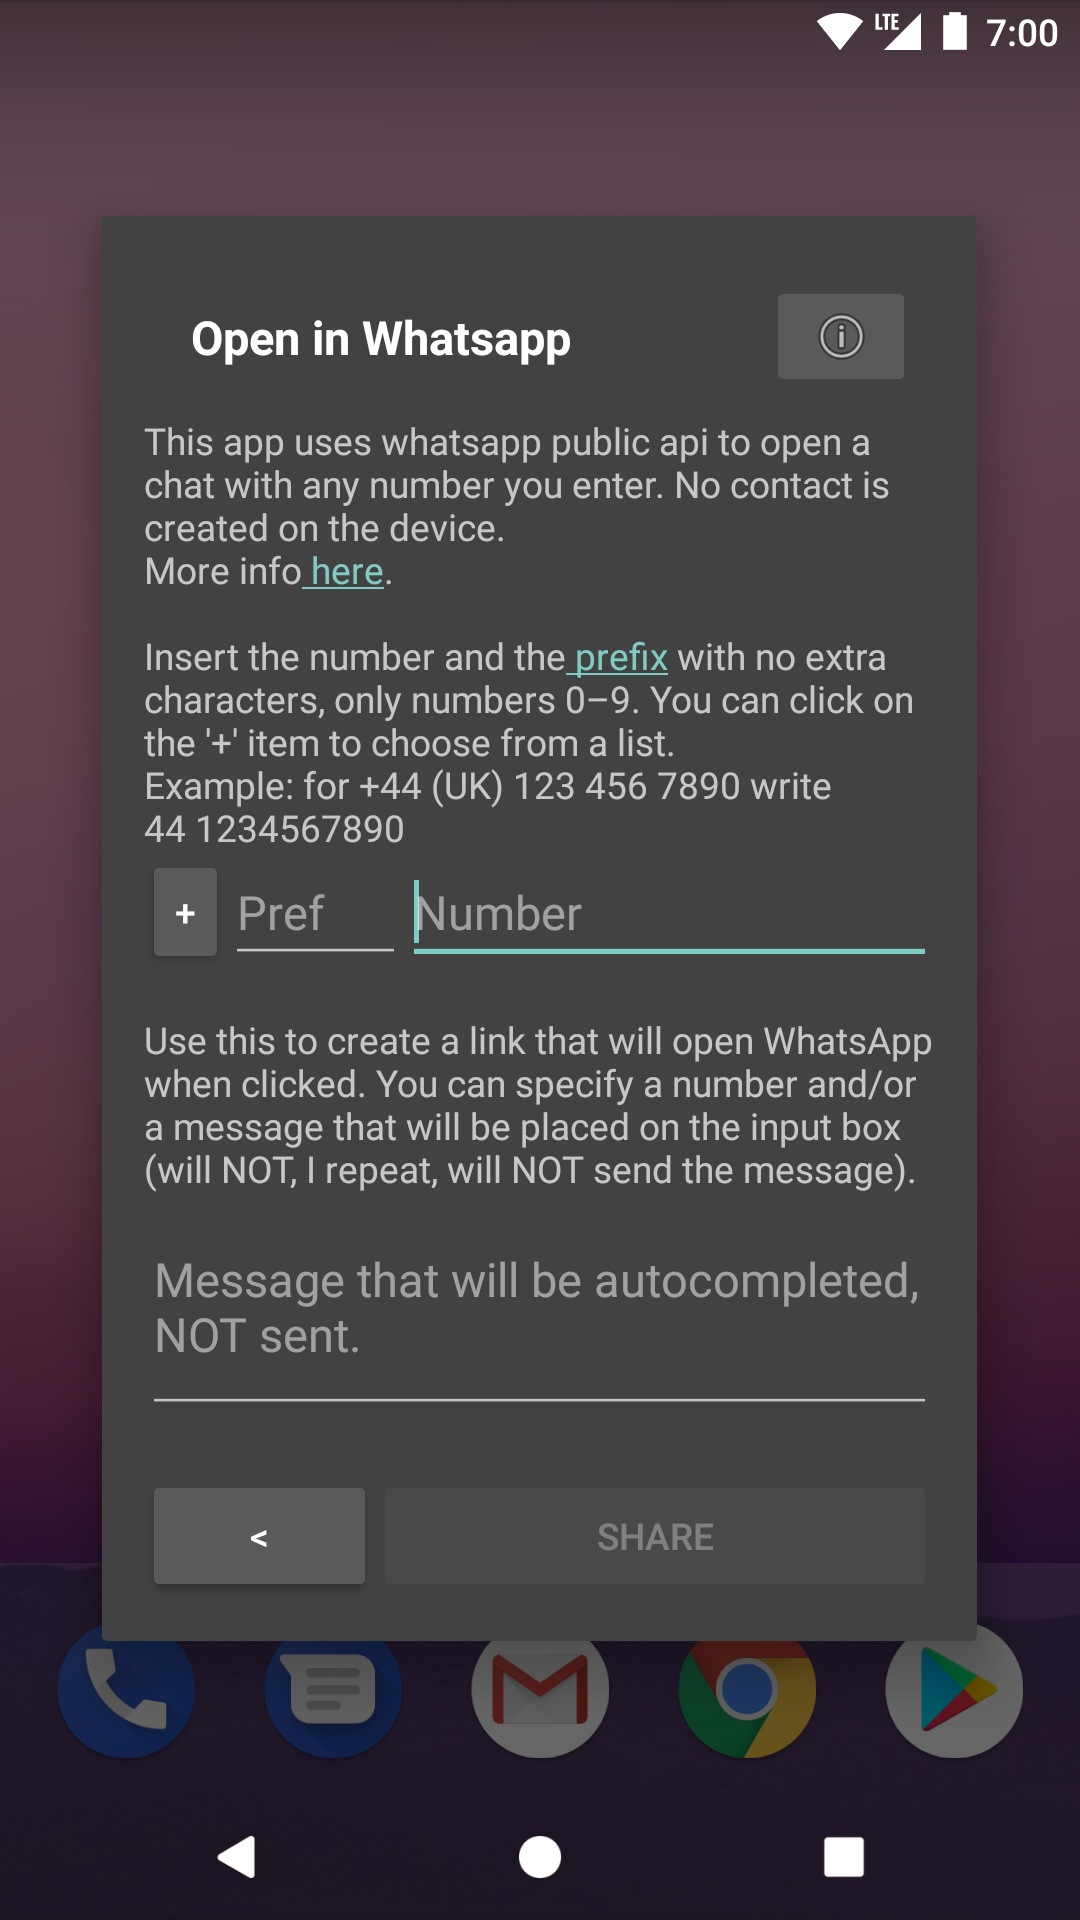 LTE 7:00
Open in Whatsapp
This app uses whatsapp public api to open a
chat with any number you enter. No contact is
created on the device.
More info here.
Insert the number and the prefix with no extra
characters, only numbers 0–9. You can click on
the '+' item to choose from a list.
Example: for +44 (UK) 123 456 7890 write
44 1234567890
+ Pref Number
Use this to create a link that will open WhatsApp
when clicked. You can specify a number and/or
a message that will be placed on the input box
(will NOT, I repeat, will NOT send the message).
Message that will be autocompleted,
NOT sent.
< SHARE